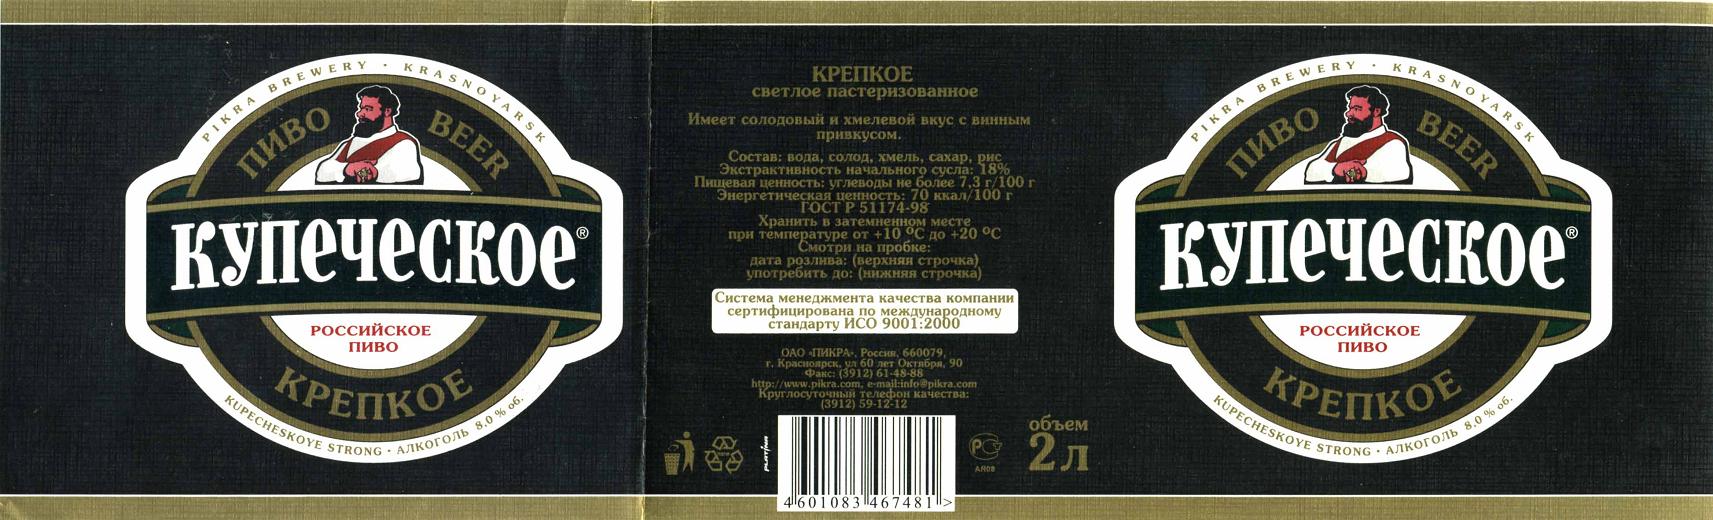 PIKRA BREWERY · KRASNOYARSK
ПИВО BEER
КУПЕЧЕСКОЕ®
РОССИЙСКОЕ
ПИВО
КРЕПКОЕ
KUPECHESKOYE STRONG · АЛКОГОЛЬ 8.0 % об.
КРЕПКОЕ
светлое пастеризованное
Имеет солодовый и хмелевой вкус с винным
привкусом.
Состав: вода, солод, хмель, сахар, рис
Экстрактивность начального сусла: 18%
Пищевая ценность: углеводы не более 7,3 г/100 г
Энергетическая ценность: 70 ккал/100 г
ГОСТ Р 51174-98
Хранить в затемненном месте
при температуре от +10 °С до +20 °С
Смотри на пробке:
дата розлива: (верхняя строчка)
употребить до: (нижняя строчка)
Система менеджмента качества компании
сертифицирована по международному
стандарту ИСО 9001:2000
ОАО «ПИКРА», Россия, 660079,
г. Красноярск, ул 60 лет Октября, 90
Факс: (3912) 61-48-88
http://www.pikra.com, e-mail:info@pikra.com
Круглосуточный телефон качества:
(3912) 59-12-12
PLATINUM
4 601083 467481 >
РС
АЯ09
объем
2 л
PIKRA BREWERY · KRASNOYARSK
ПИВО BEER
КУПЕЧЕСКОЕ®
РОССИЙСКОЕ
ПИВО
КРЕПКОЕ
KUPECHESKOYE STRONG · АЛКОГОЛЬ 8.0 % об.